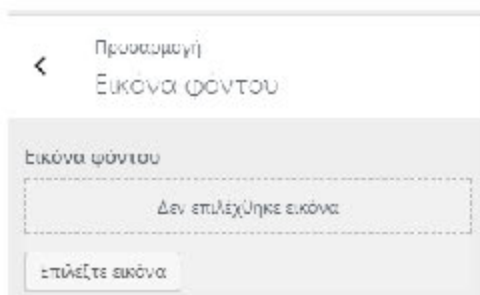 Προσαρμογή
Εικόνα φόντου
Εικόνα φόντου
Δεν επιλέχθηκε εικόνα
Επιλέξτε εικόνα